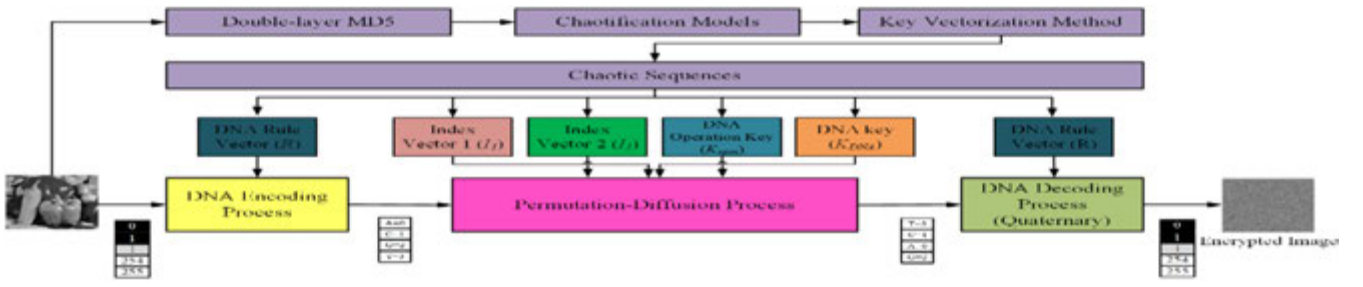 Double-layer MD5
Chaotification Models
Key Vectorization Method
Chaotic Sequences
DNA Rule
Vector (R)
Index
Vector 1
Index
Vector 2
DNA
Operation Key
DNA key
DNA Rule
Vector (R)
DNA Encoding
Process
Permutation-Diffusion Process
DNA Decoding
Process
(Quaternary)
0
1
254
255
0
1
254
255
Encrypted Image